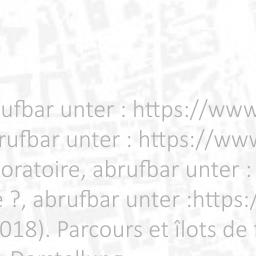 ufbar unter : https://www
rufbar unter : https://www
oratoire, abrufbar unter :
e ?, abrufbar unter :https:/
018). Parcours et îlots de f
Darstellung